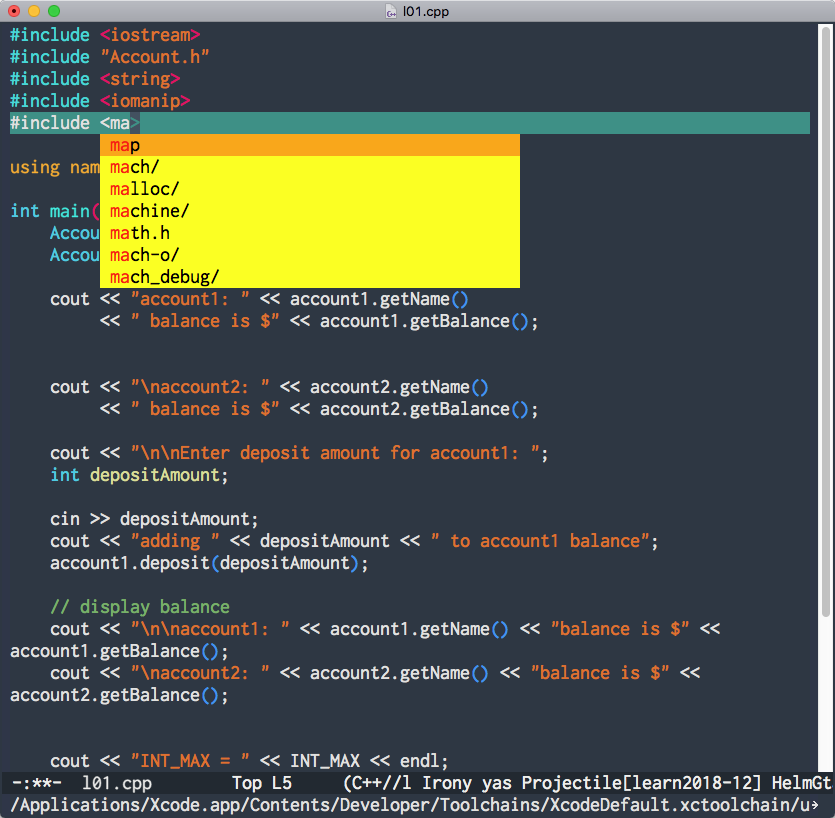 l01.cpp
#include <iostream>
#include "Account.h"
#include <string>
#include <iomanip>
#include <ma>
map
using nam
mach/
malloc/
int main(
machine/
Accou
math.h
Accou
mach-o/
mach_debug/
cout << "account1: " << account1.getName()
<< " balance is $" << account1.getBalance();
cout << "\naccount2: " << account2.getName()
<< " balance is $" << account2.getBalance();
cout << "\n\nEnter deposit amount for account1: ";
int depositAmount;
cin >> depositAmount;
cout << "adding " << depositAmount << " to account1 balance";
account1.deposit(depositAmount);
// display balance
cout << "\n\naccount1: " << account1.getName() << "balance is $" <<
account1.getBalance();
cout << "\naccount2: " << account2.getName() << "balance is $" <<
account2.getBalance();
cout << "INT_MAX = " << INT_MAX << endl;
-:**- l01.cpp Top L5 (C++//l Irony yas Projectile[learn2018-12] HelmGt
/Applications/Xcode.app/Contents/Developer/Toolchains/XcodeDefault.xctoolchain/u→